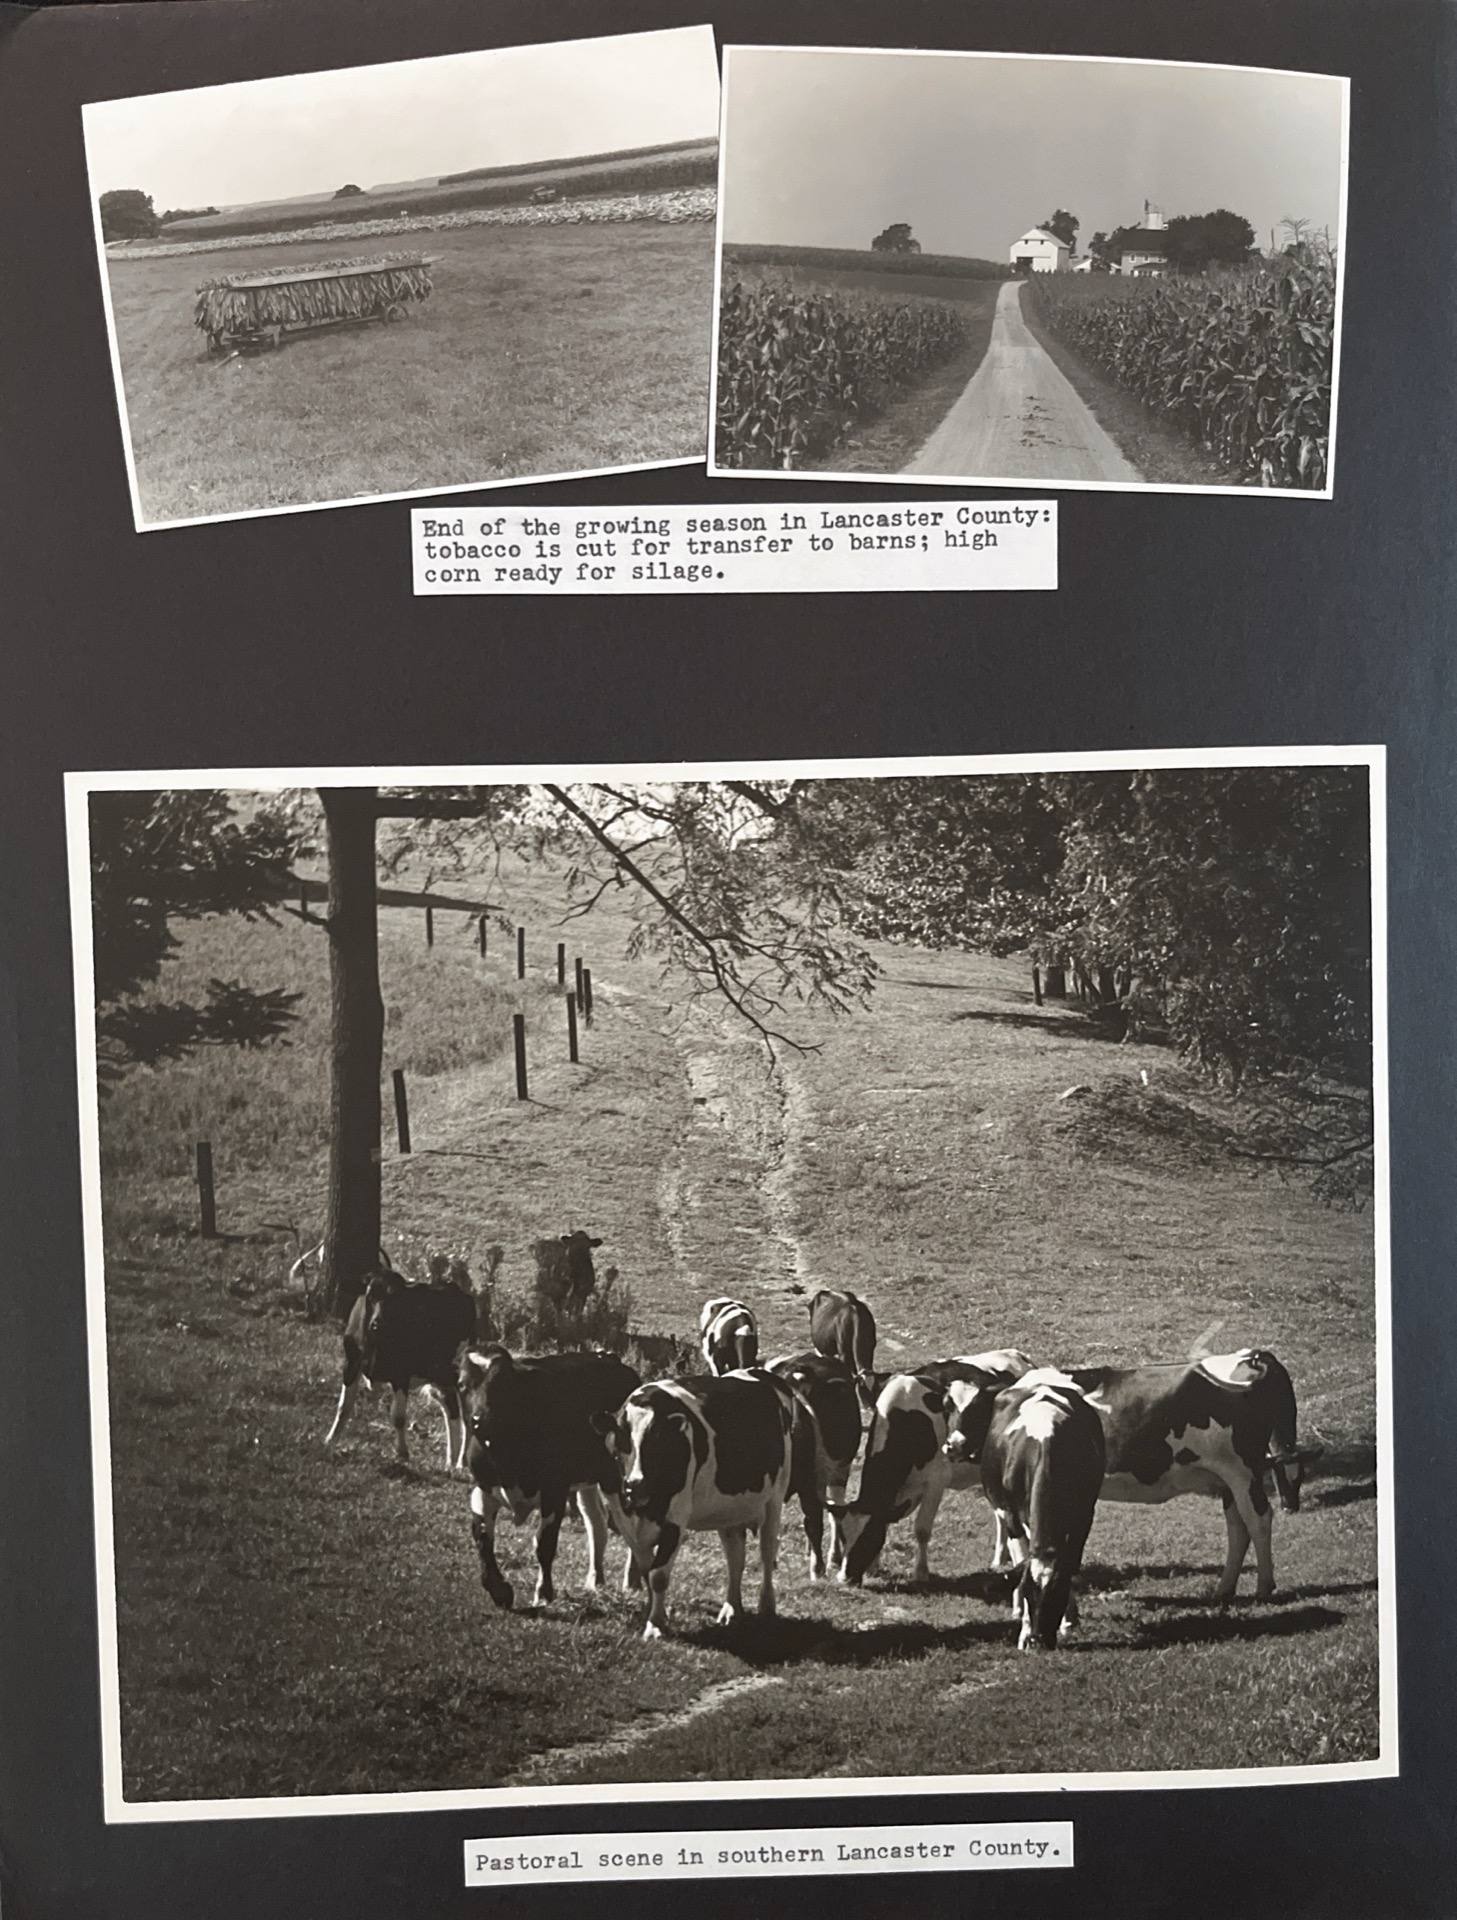 End of the growing season in Lancaster County:
tobacco is cut for transfer to barns; high
corn ready for silage.
Pastoral scene in southern Lancaster County.